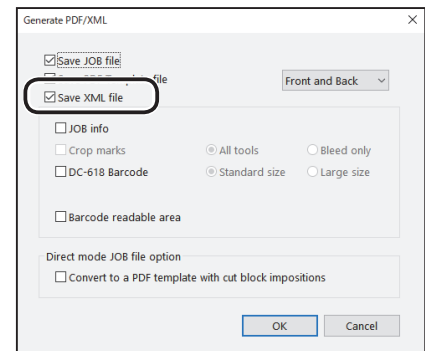 Generate PDF/XML
Save JOB file
file
Front and Back
Save XML file
JOB info
Crop marks
All tools
Bleed only
DC-618 Barcode
Standard size
Large size
Barcode readable area
Direct mode JOB file option
Convert to a PDF template with cut block impositions
OK
Cancel